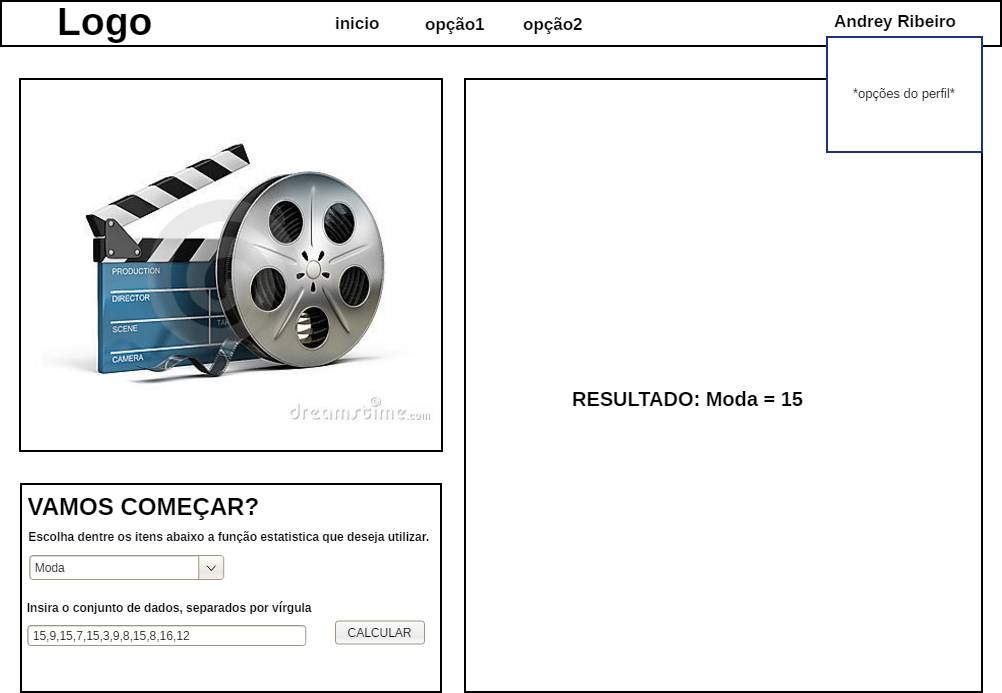 Logo
inicio
opção1
opção2
Andrey Ribeiro
*opções do perfil*
PRODUCTION
DIRECTOR
SCENE
CAMERA
dreamstime.com
RESULTADO: Moda = 15
VAMOS COMEÇAR?
Escolha dentre os itens abaixo a função estatistica que deseja utilizar.
Moda
Insira o conjunto de dados, separados por vírgula
15,9,15,7,15,3,9,8,15,8,16,12
CALCULAR